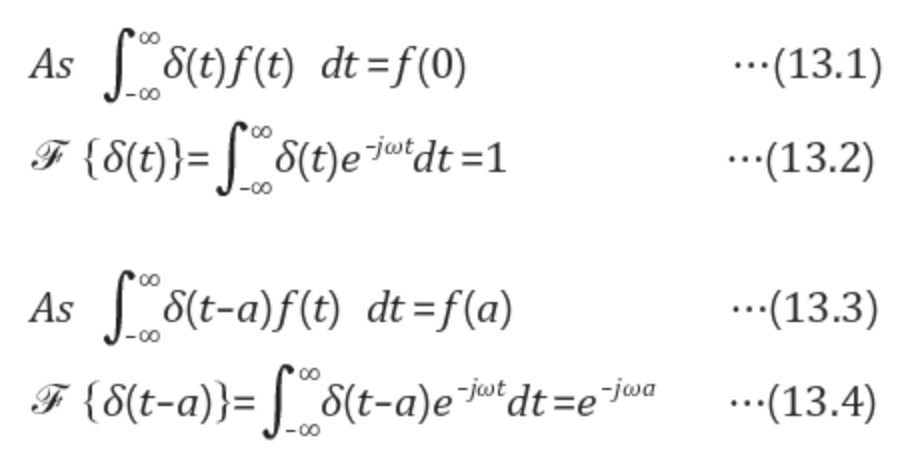 As ∫_{-∞}^{∞} δ(t)f(t) dt=f(0) ⋯(13.1)
ℱ {δ(t)}=∫_{-∞}^{∞} δ(t)e^{-jωt}dt=1 ⋯(13.2)
As ∫_{-∞}^{∞} δ(t-a)f(t) dt=f(a) ⋯(13.3)
ℱ {δ(t-a)}=∫_{-∞}^{∞} δ(t-a)e^{-jωt}dt=e^{-jωa} ⋯(13.4)